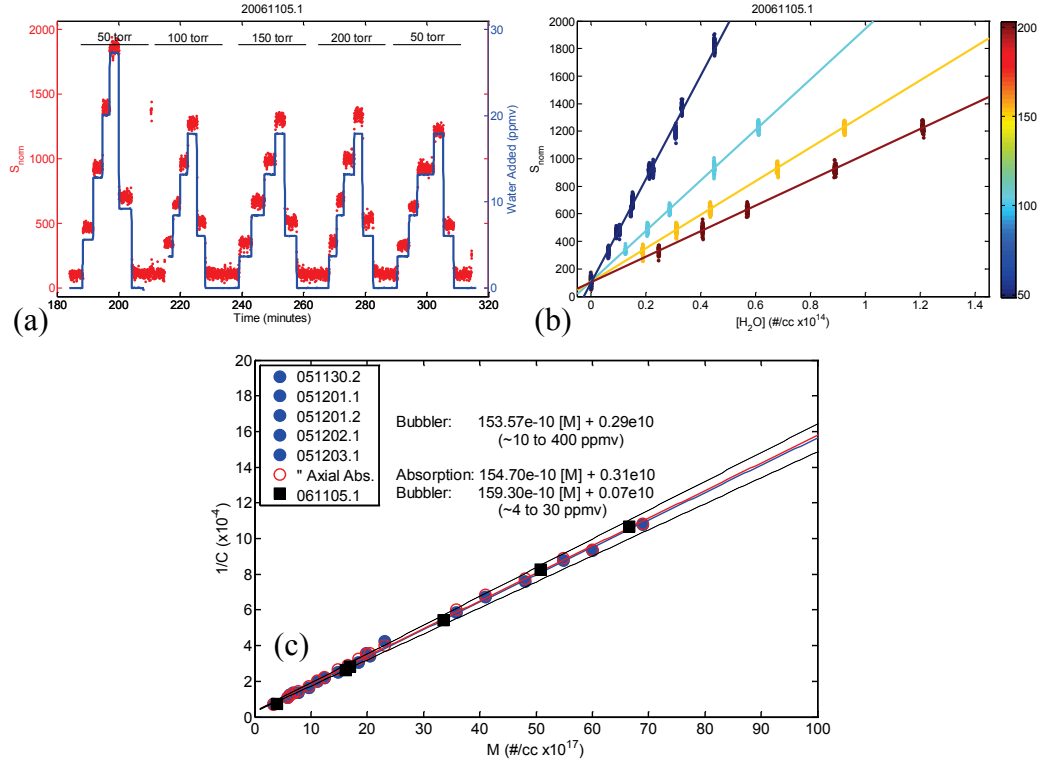 20061105.1
50 torr 100 torr 150 torr 200 torr 50 torr
2000
1500
1000
500
0
S_norm
30
20
10
0
Water Added (ppmv)
180 200 220 240 260 280 300 320
Time (minutes)
(a)
20061105.1
2000
1800
1600
1400
1200
1000
800
600
400
200
0
S_norm
0 0.2 0.4 0.6 0.8 1 1.2 1.4
[H₂O] (#/cc x10¹⁴)
200
150
100
50
(b)
20
18
16
14
12
10
8
6
4
2
0
1/C (x10⁻⁴)
051130.2
051201.1
051201.2
051202.1
051203.1
" Axial Abs.
061105.1
Bubbler: 153.57e-10 [M] + 0.29e10
(~10 to 400 ppmv)
Absorption: 154.70e-10 [M] + 0.31e10
Bubbler: 159.30e-10 [M] + 0.07e10
(~4 to 30 ppmv)
(c)
0 10 20 30 40 50 60 70 80 90 100
M (#/cc x10¹⁷)